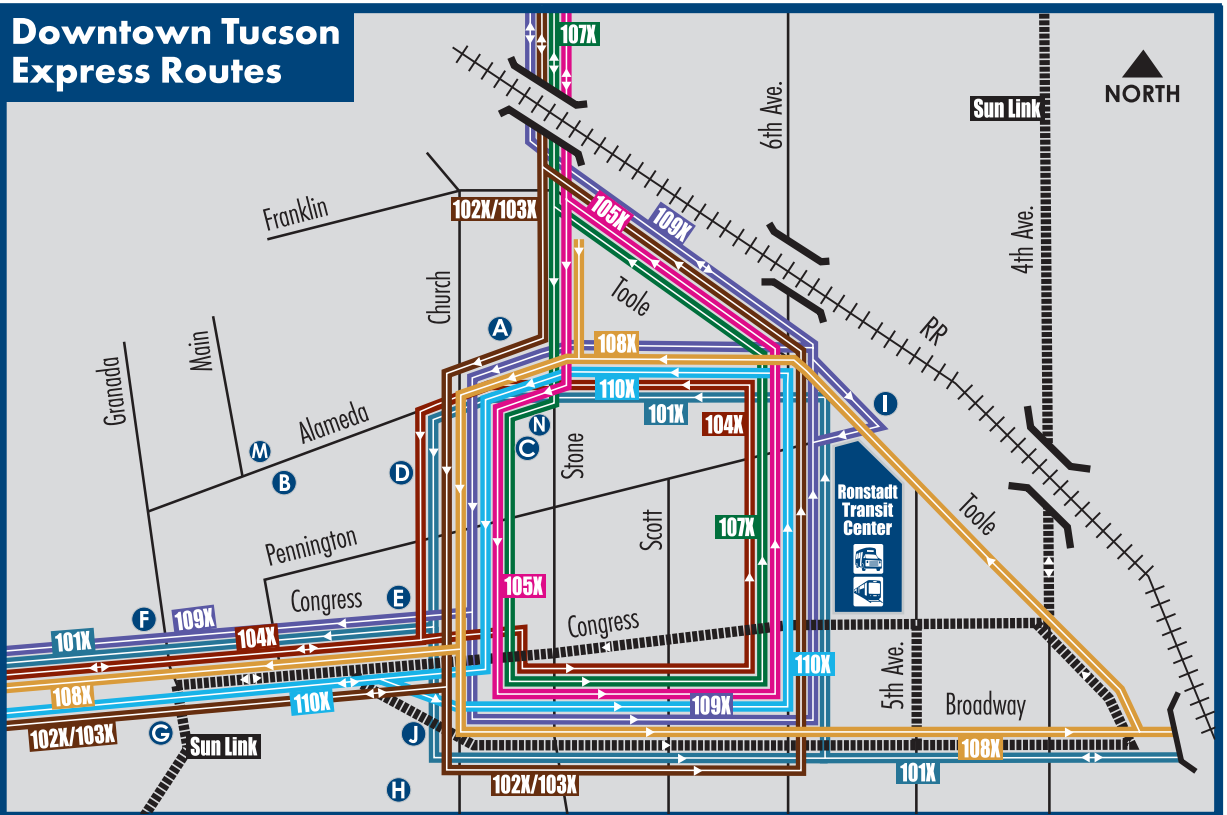 Downtown Tucson
Express Routes
107X
6th Ave.
Sun Link
NORTH
Franklin
102X/103X
105X
109X
4th Ave.
Church
Toole
RR
Main
Granada
A
108X
110X
101X
104X
I
Alameda
N
C
M
B
D
Stone
Ronstadt
Transit
Center
Toole
Pennington
Scott
107X
105X
Congress
E
F
109X
101X
104X
Congress
110X
5th Ave.
108X
110X
109X
Broadway
102X/103X
G
Sun Link
J
108X
101X
H
102X/103X